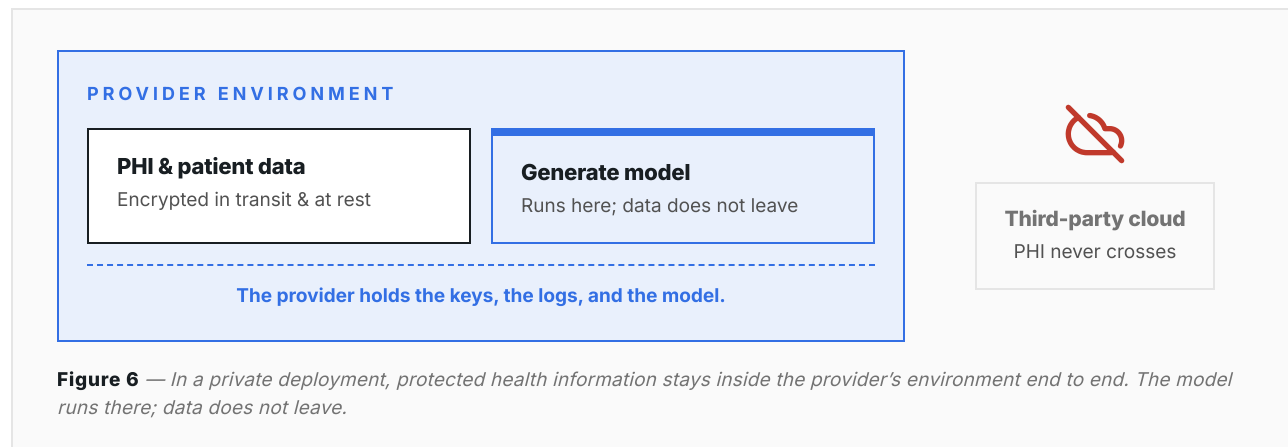 PROVIDER ENVIRONMENT
PHI & patient data
Encrypted in transit & at rest
Generate model
Runs here; data does not leave
The provider holds the keys, the logs, and the model.
Third-party cloud
PHI never crosses
Figure 6 — In a private deployment, protected health information stays inside the provider’s environment end to end. The model
runs there; data does not leave.